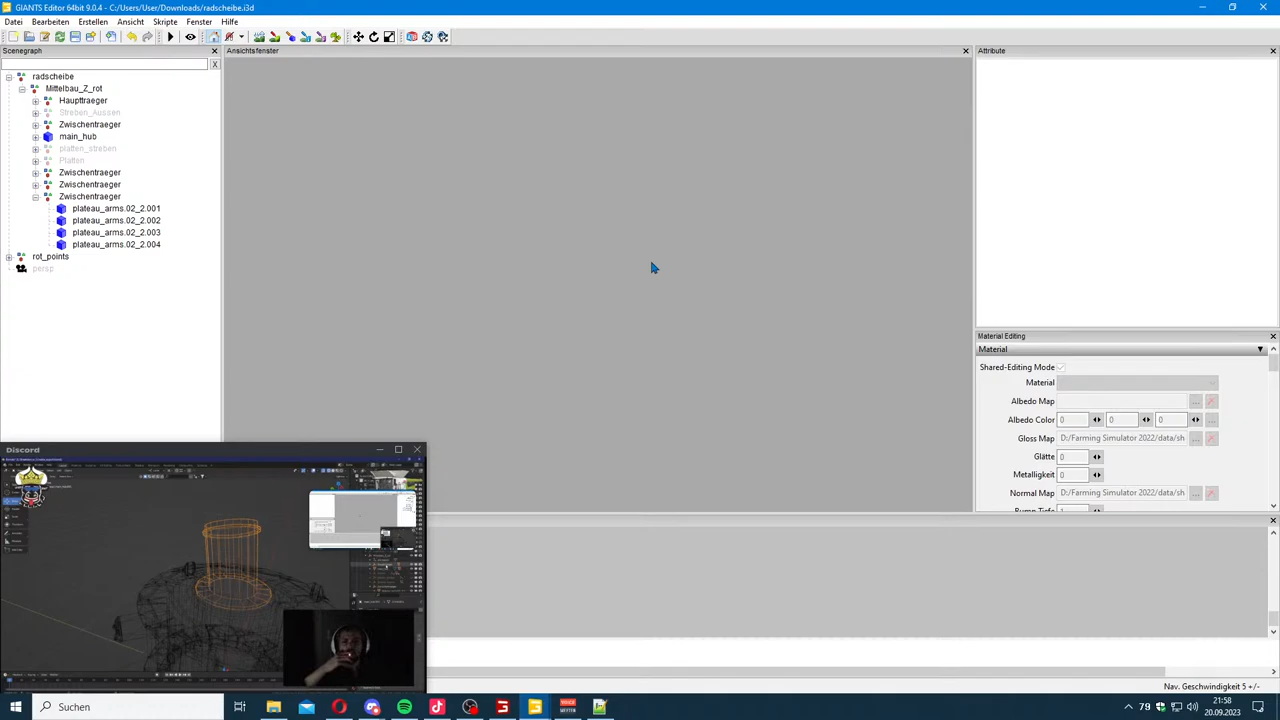 GIANTS Editor 64bit 9.0.4 - C:/Users/User/Downloads/radscheibe.i3d
Datei Bearbeiten Erstellen Ansicht Skripte Fenster Hilfe
Scenegraph
Ansichtsfenster
Attribute
X
radscheibe
Mittelbau_Z_rot
Haupttraeger
Streben_Aussen
Zwischentraeger
main_hub
platten_streben
Platten
Zwischentraeger
Zwischentraeger
Zwischentraeger
plateau_arms.02_2.001
plateau_arms.02_2.002
plateau_arms.02_2.003
plateau_arms.02_2.004
rot_points
persp
Material Editing
Material
Shared-Editing Mode
Material
Albedo Map
Albedo Color 0 0 0
Gloss Map D:/Farming Simulator 2022/data/sh
Glätte 0
Metalligkeit 0
Normal Map D:/Farming Simulator 2022/data/sh
Bump Tiefe
Discord
Nav. Geschwindigkeit 5 +/-
Suchen
79
21:58
20.09.2023